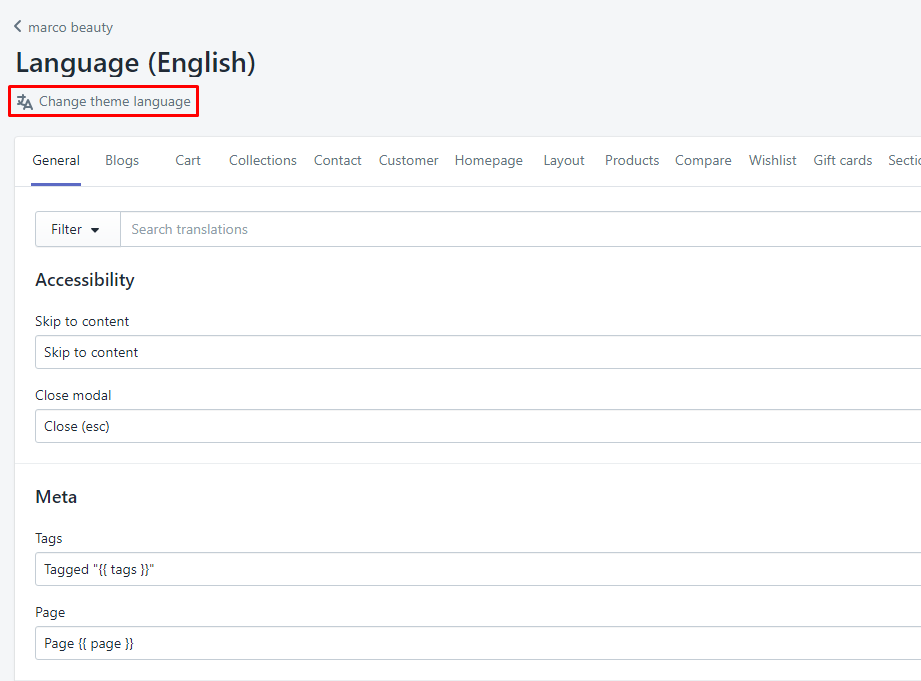 marco beauty
Language (English)
Change theme language
General Blogs Cart Collections Contact Customer Homepage Layout Products Compare Wishlist Gift cards Sectio
Filter Search translations
Accessibility
Skip to content
Skip to content
Close modal
Close (esc)
Meta
Tags
Tagged "{{ tags }}"
Page
Page {{ page }}